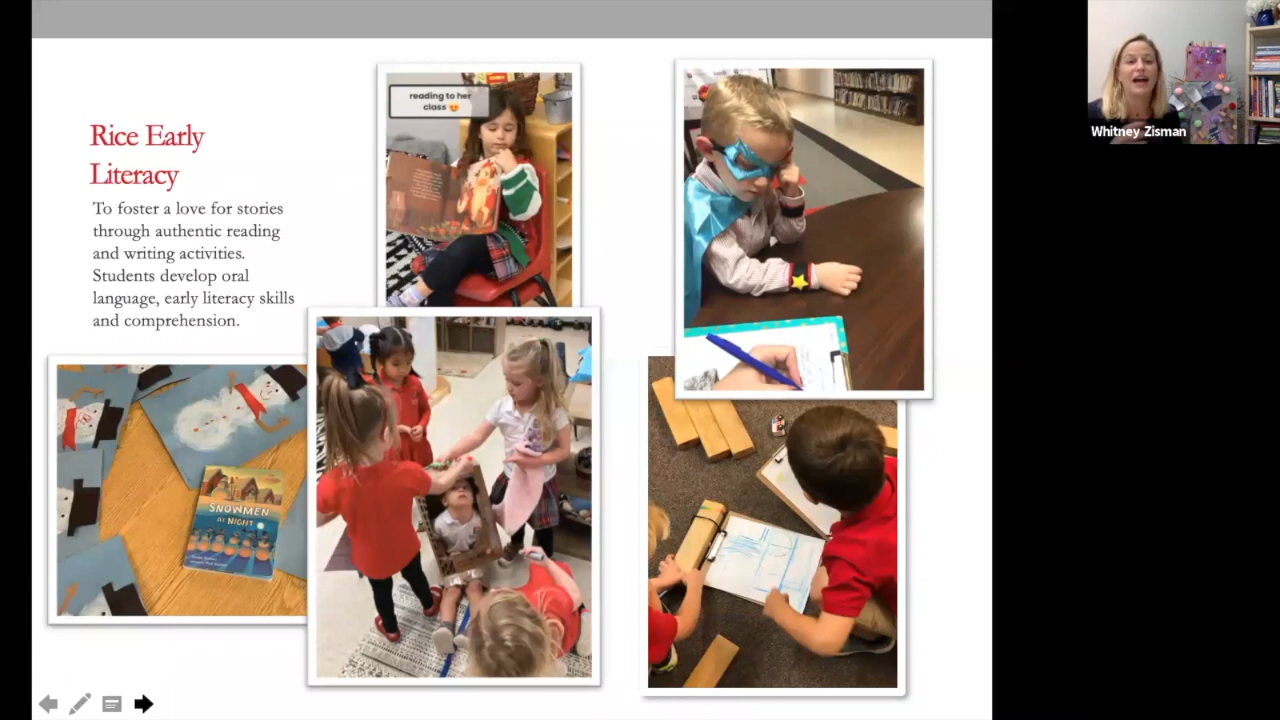 Rice Early
Literacy
To foster a love for stories
through authentic reading
and writing activities.
Students develop oral
language, early literacy skills
and comprehension.
reading to her
class 😍
SNOWMEN
AT NIGHT
Whitney Zisman